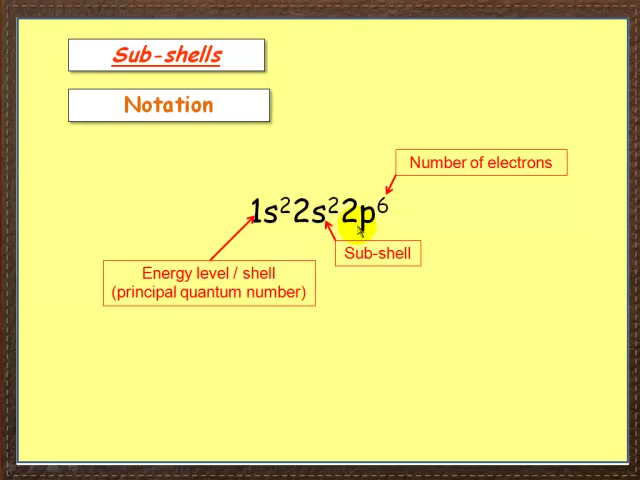 Sub-shells
Notation
Number of electrons
1s²2s²2p⁶
Sub-shell
Energy level / shell
(principal quantum number)